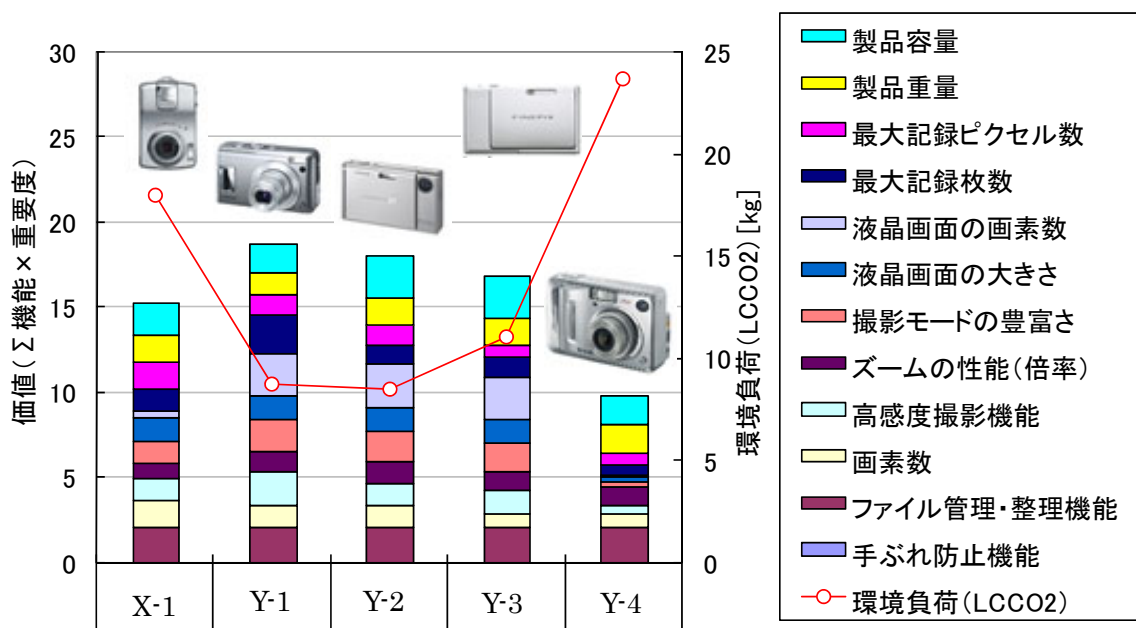 価値(Σ機能×重要度)
30
25
20
15
10
5
0
X-1
Y-1
Y-2
Y-3
Y-4
25
20
15
10
5
0
環境負荷(LCCO2) [kg]
製品容量
製品重量
最大記録ピクセル数
最大記録枚数
液晶画面の画素数
液晶画面の大きさ
撮影モードの豊富さ
ズームの性能(倍率)
高感度撮影機能
画素数
ファイル管理・整理機能
手ぶれ防止機能
環境負荷(LCCO2)